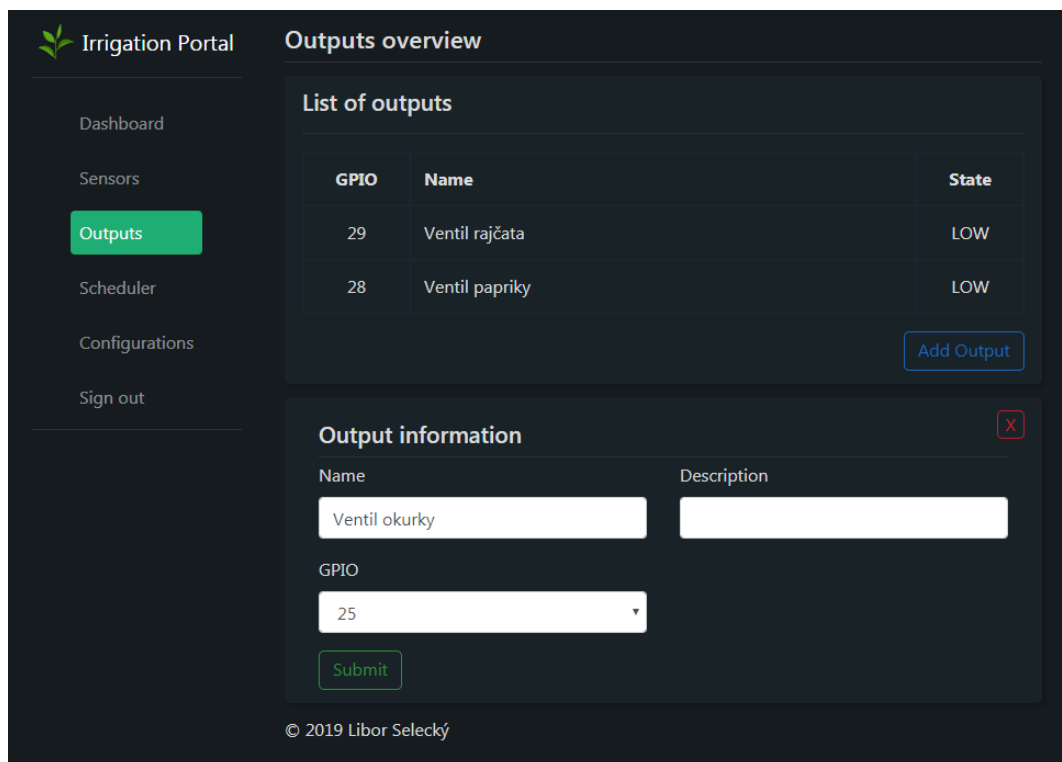 Irrigation Portal
Dashboard
Sensors
Outputs
Scheduler
Configurations
Sign out
Outputs overview
List of outputs
GPIO Name State
29 Ventil rajčata LOW
28 Ventil papriky LOW
Add Output
Output information X
Name Description
Ventil okurky
GPIO
25
Submit
© 2019 Libor Selecký